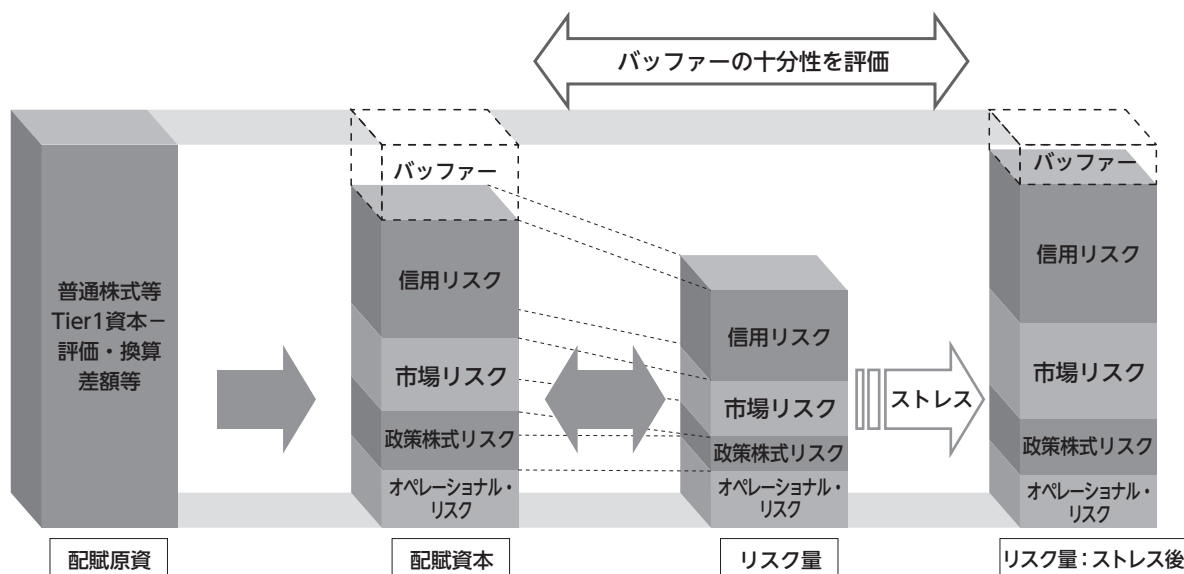 バッファーの十分性を評価
普通株式等
Tier1資本－
評価・換算
差額等
配賦原資
バッファー
信用リスク
市場リスク
政策株式リスク
オペレーショナル・
リスク
配賦資本
信用リスク
市場リスク
政策株式リスク
オペレーショナル・
リスク
リスク量
ストレス
バッファー
信用リスク
市場リスク
政策株式リスク
オペレーショナル・
リスク
リスク量：ストレス後